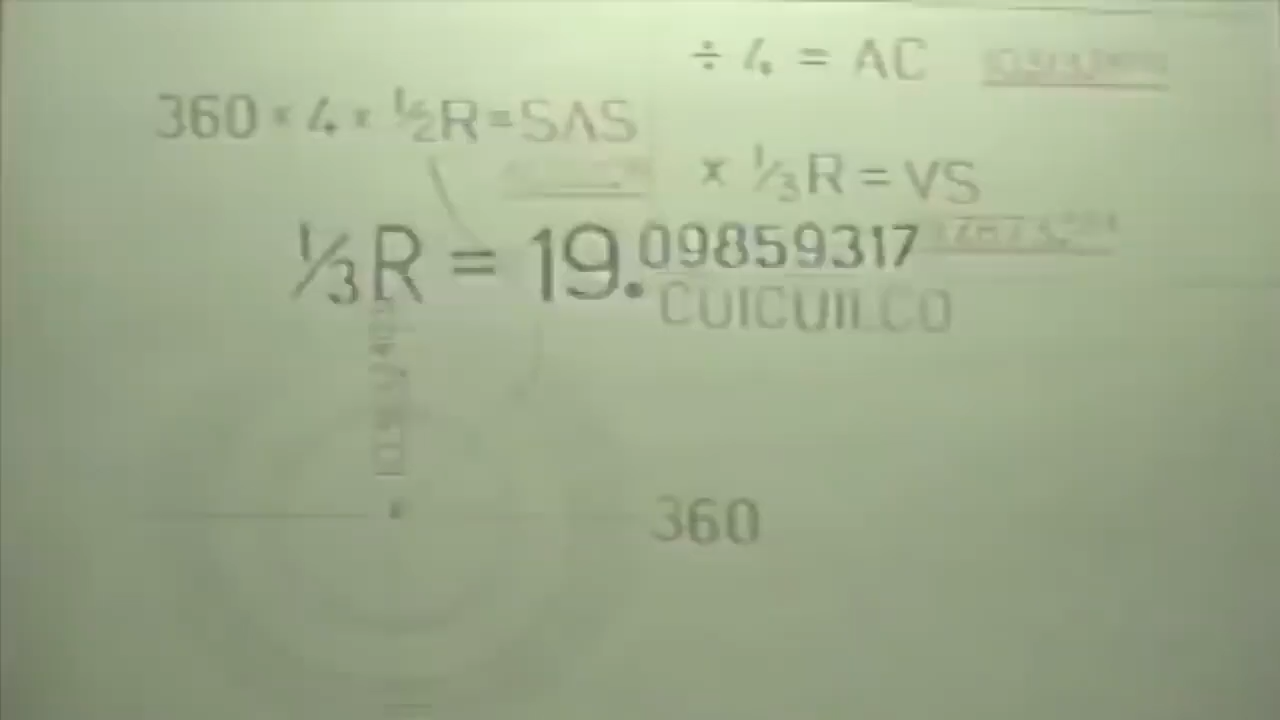 ÷ 4 = AC
360 × 4 × ½R = SAS
× ⅓R = VS
⅓R = 19.09859317
CUICUILCO
360